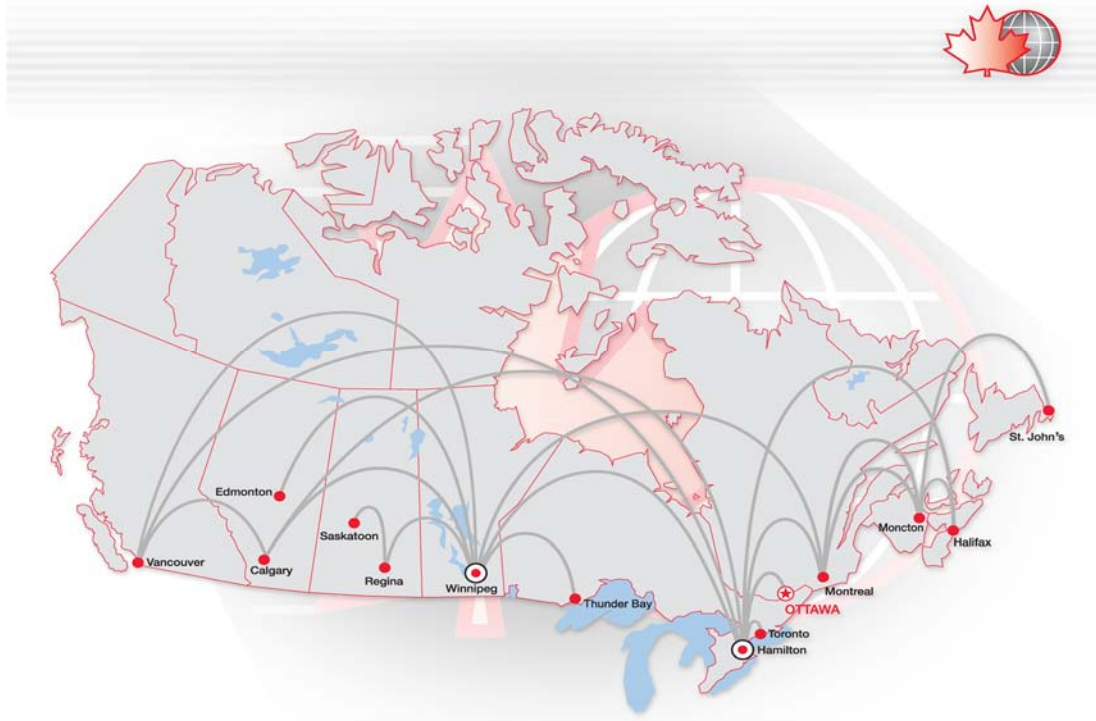 St. John's
Edmonton
Saskatoon
Moncton
Halifax
Vancouver
Calgary
Regina
Winnipeg
Montreal
Thunder Bay
OTTAWA
Toronto
Hamilton